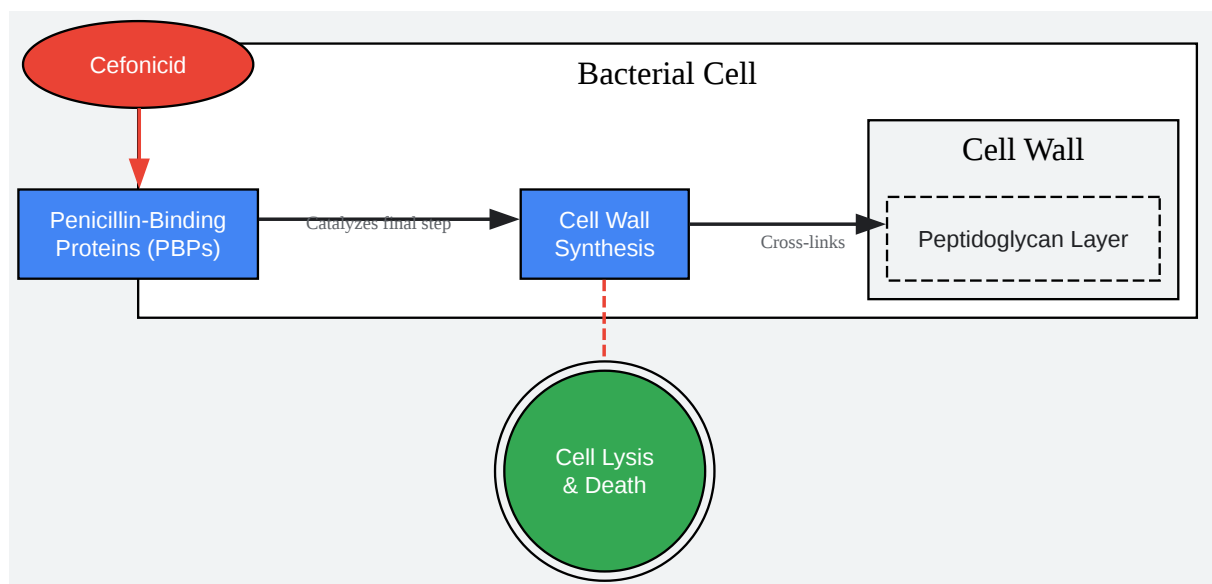 Cefonicid
Bacterial Cell
Cell Wall
Penicillin-Binding
Proteins (PBPs)
Catalyzes final step
Cell Wall
Synthesis
Cross-links
Peptidoglycan Layer
Cell Lysis
& Death